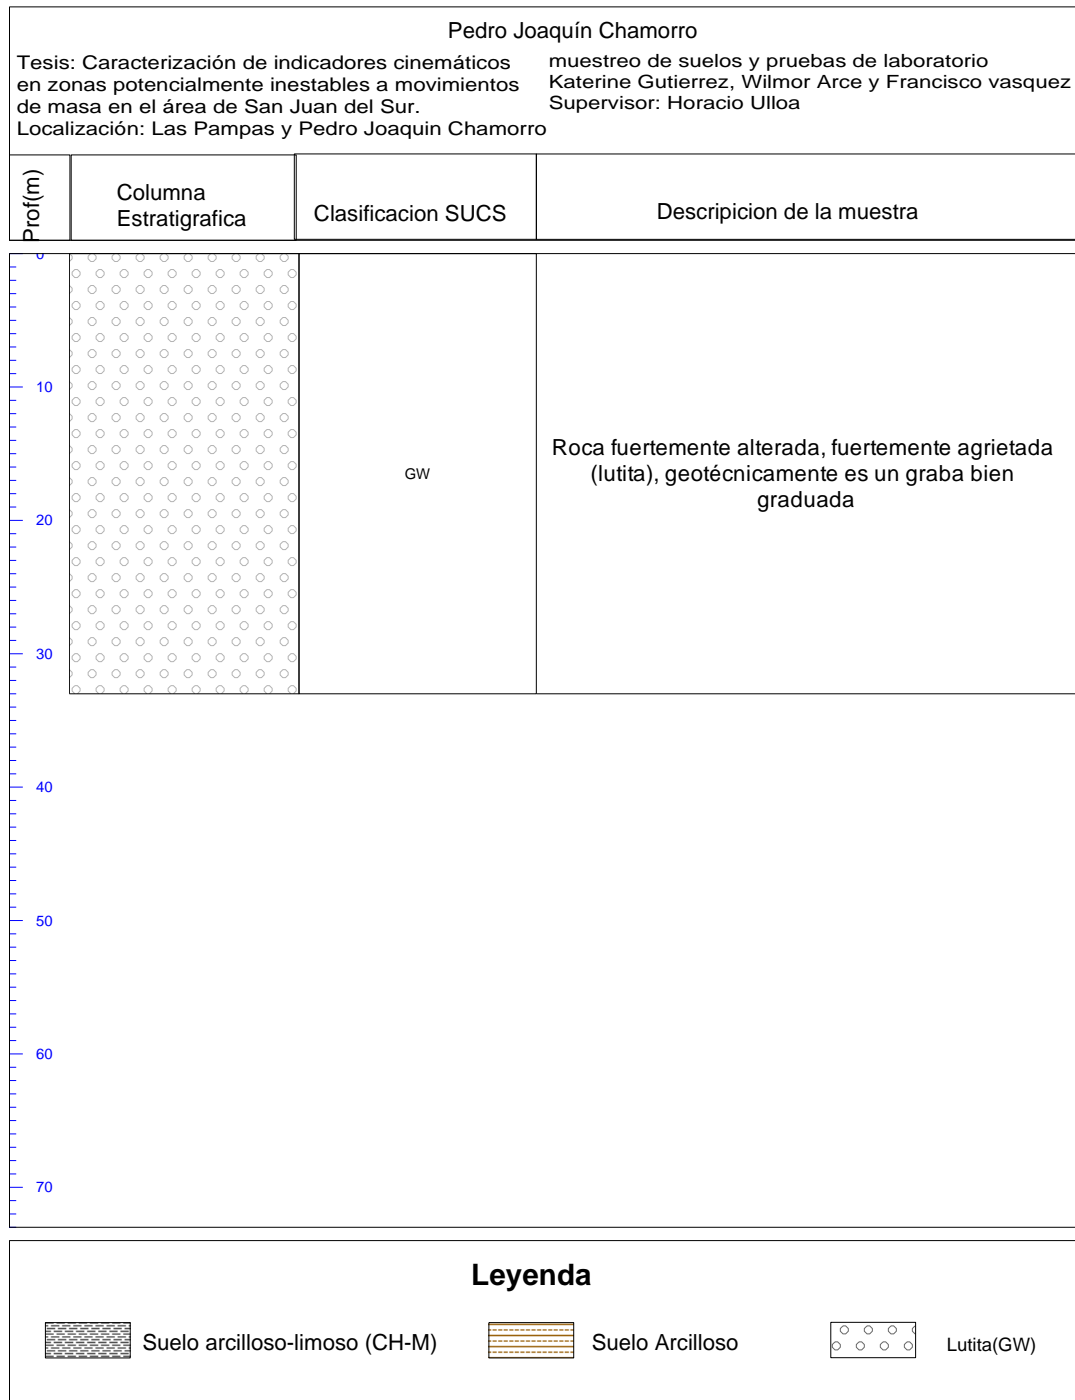 Pedro Joaquín Chamorro
Tesis: Caracterización de indicadores cinemáticos
en zonas potencialmente inestables a movimientos
de masa en el área de San Juan del Sur.
Localización: Las Pampas y Pedro Joaquin Chamorro
muestreo de suelos y pruebas de laboratorio
Katerine Gutierrez, Wilmor Arce y Francisco vasquez
Supervisor: Horacio Ulloa
Prof(m)
Columna
Estratigrafica
Clasificacion SUCS
Descripicion de la muestra
0
10
20
30
40
50
60
70
GW
Roca fuertemente alterada, fuertemente agrietada
(lutita), geotécnicamente es un graba bien
graduada
Leyenda
Suelo arcilloso-limoso (CH-M)
Suelo Arcilloso
Lutita(GW)